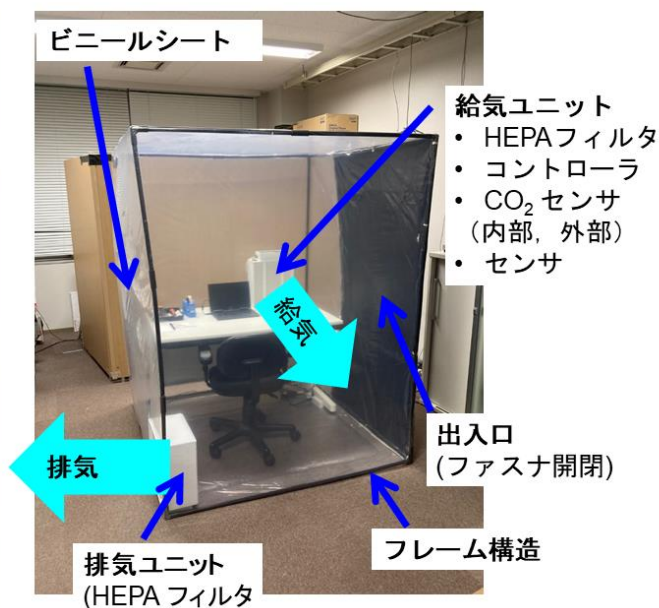 ビニールシート
給気ユニット
• HEPAフィルタ
• コントローラ
• CO₂ センサ
（内部，外部）
• センサ
給気
出入口
(ファスナ開閉)
排気
フレーム構造
排気ユニット
(HEPA フィルタ